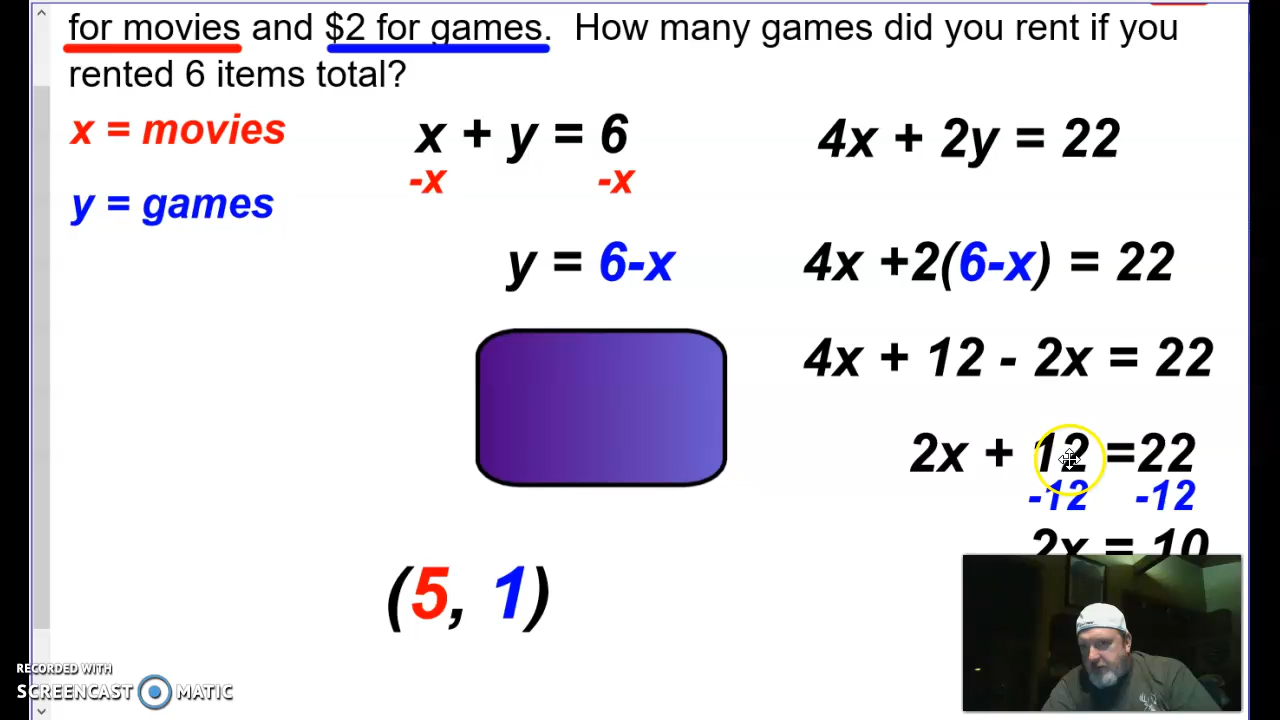 for movies and $2 for games. How many games did you rent if you
rented 6 items total?
x = movies
y = games
x + y = 6
-x -x
y = 6-x
4x + 2y = 22
4x +2(6-x) = 22
4x + 12 - 2x = 22
2x + 12 =22
-12 -12
2x = 10
(5, 1)
RECORDED WITH
SCREENCAST MATIC